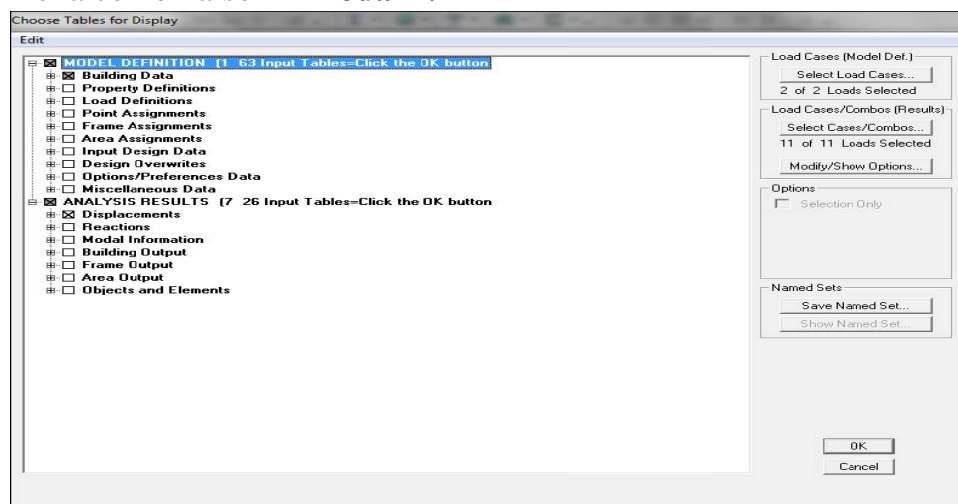 Choose Tables for Display
Edit
MODEL DEFINITION (1 63 Input Tables=Click the OK button
Building Data
Property Definitions
Load Definitions
Point Assignments
Frame Assignments
Area Assignments
Input Design Data
Design Overwrites
Options/Preferences Data
Miscellaneous Data
ANALYSIS RESULTS (7 26 Input Tables=Click the OK button
Displacements
Reactions
Modal Information
Building Output
Frame Output
Area Output
Objects and Elements
Load Cases (Model Def.)
Select Load Cases...
2 of 2 Loads Selected
Load Cases/Combos (Results)
Select Cases/Combos...
11 of 11 Loads Selected
Modify/Show Options...
Options
Selection Only
Named Sets
Save Named Set...
Show Named Set...
OK
Cancel